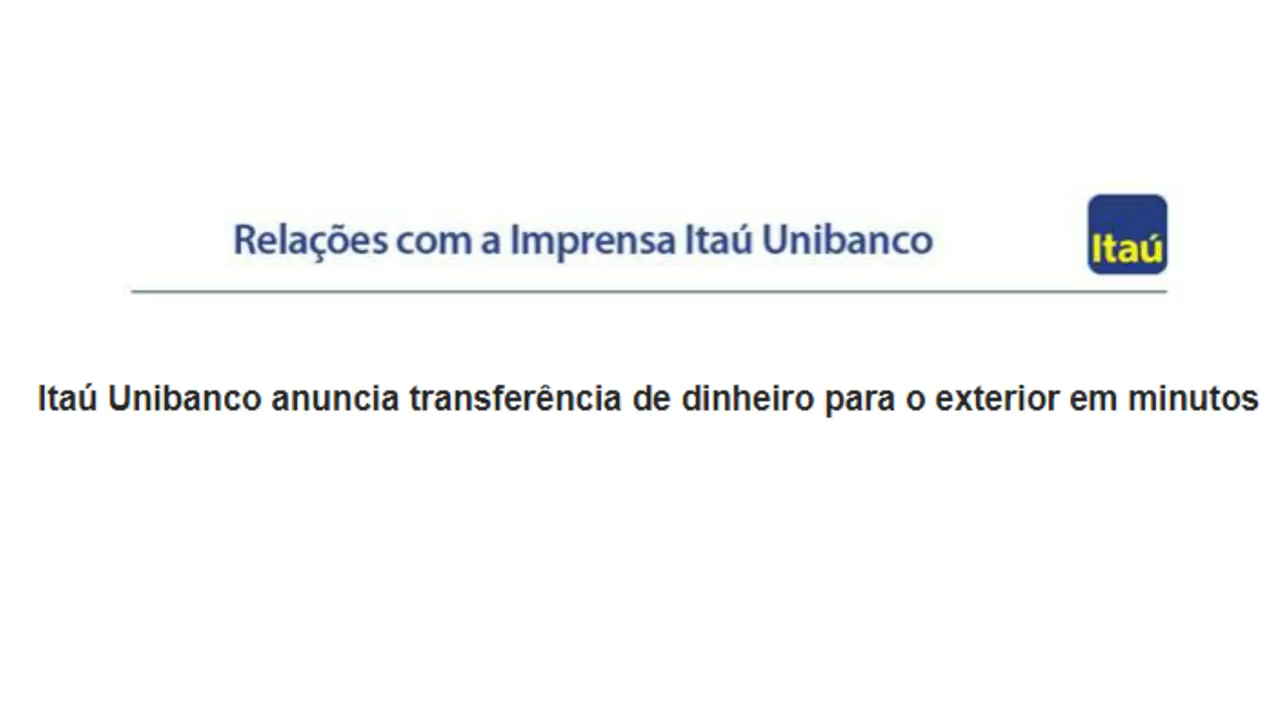 Relações com a Imprensa Itaú Unibanco
Itaú
Itaú Unibanco anuncia transferência de dinheiro para o exterior em minutos